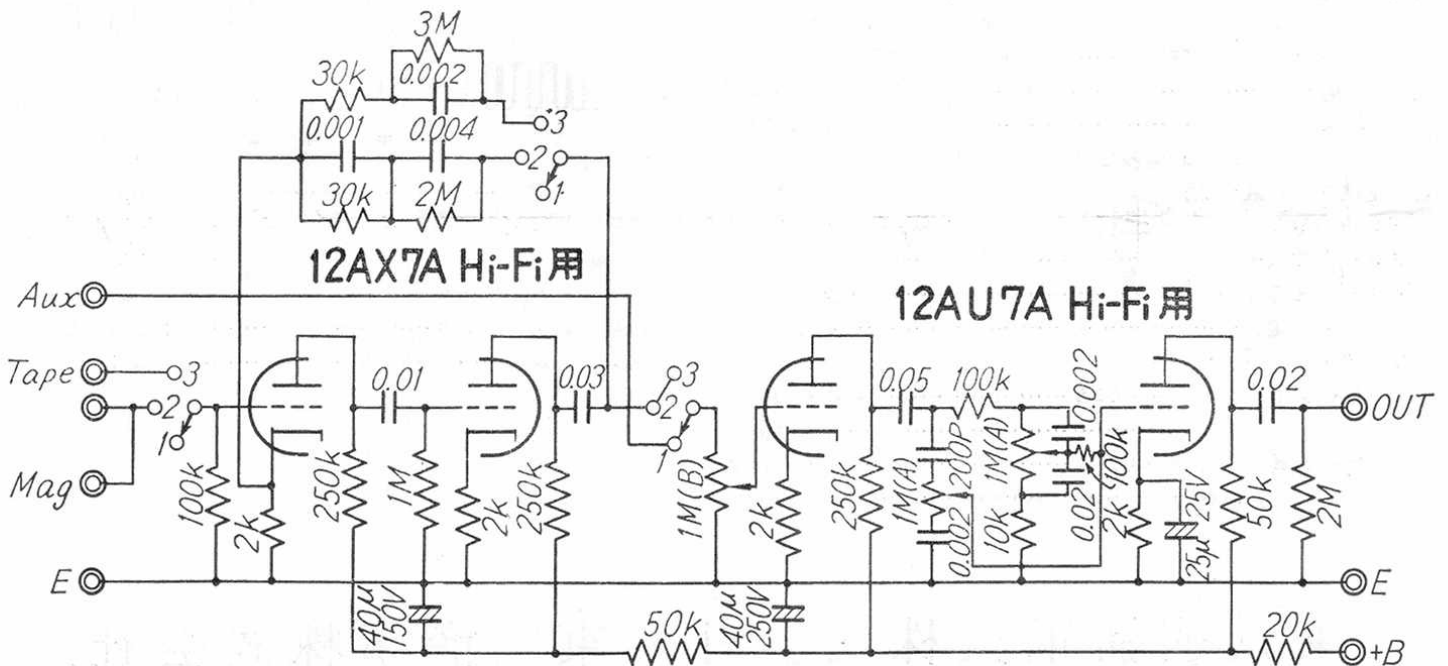 3M
0.002
30k
3
0.001
0.004
2
1
30k
2M
12AX7A Hi-Fi用
12AU7A Hi-Fi用
Aux
Tape
3
2
1
Mag
100k
2k
250k
0.01
1M
2k
250k
0.03
3
2
1
1M(B)
2k
250k
0.05
100k
200P
1M(A)
0.002
1M(A)
10k
0.002
100k
0.02
2k
25μ 25V
50k
0.02
2M
OUT
E
E
40μ
150V
50k
40μ
250V
20k
+B